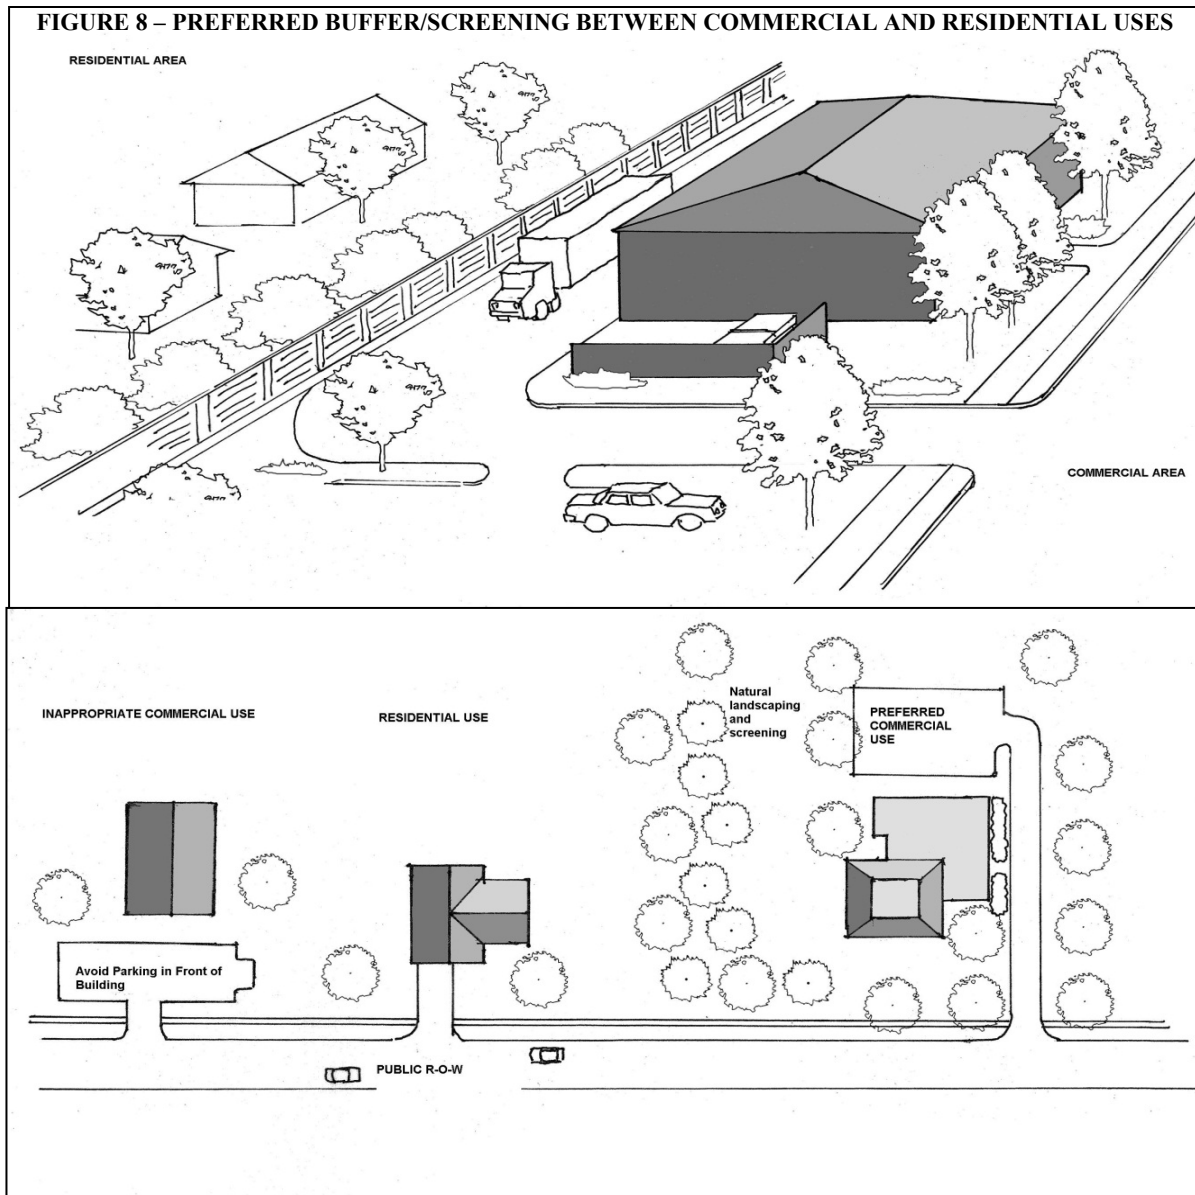 FIGURE 8 – PREFERRED BUFFER/SCREENING BETWEEN COMMERCIAL AND RESIDENTIAL USES
RESIDENTIAL AREA
COMMERCIAL AREA
INAPPROPRIATE COMMERCIAL USE
RESIDENTIAL USE
Natural
landscaping
and
screening
PREFERRED
COMMERCIAL
USE
Avoid Parking in Front of
Building
PUBLIC R-O-W